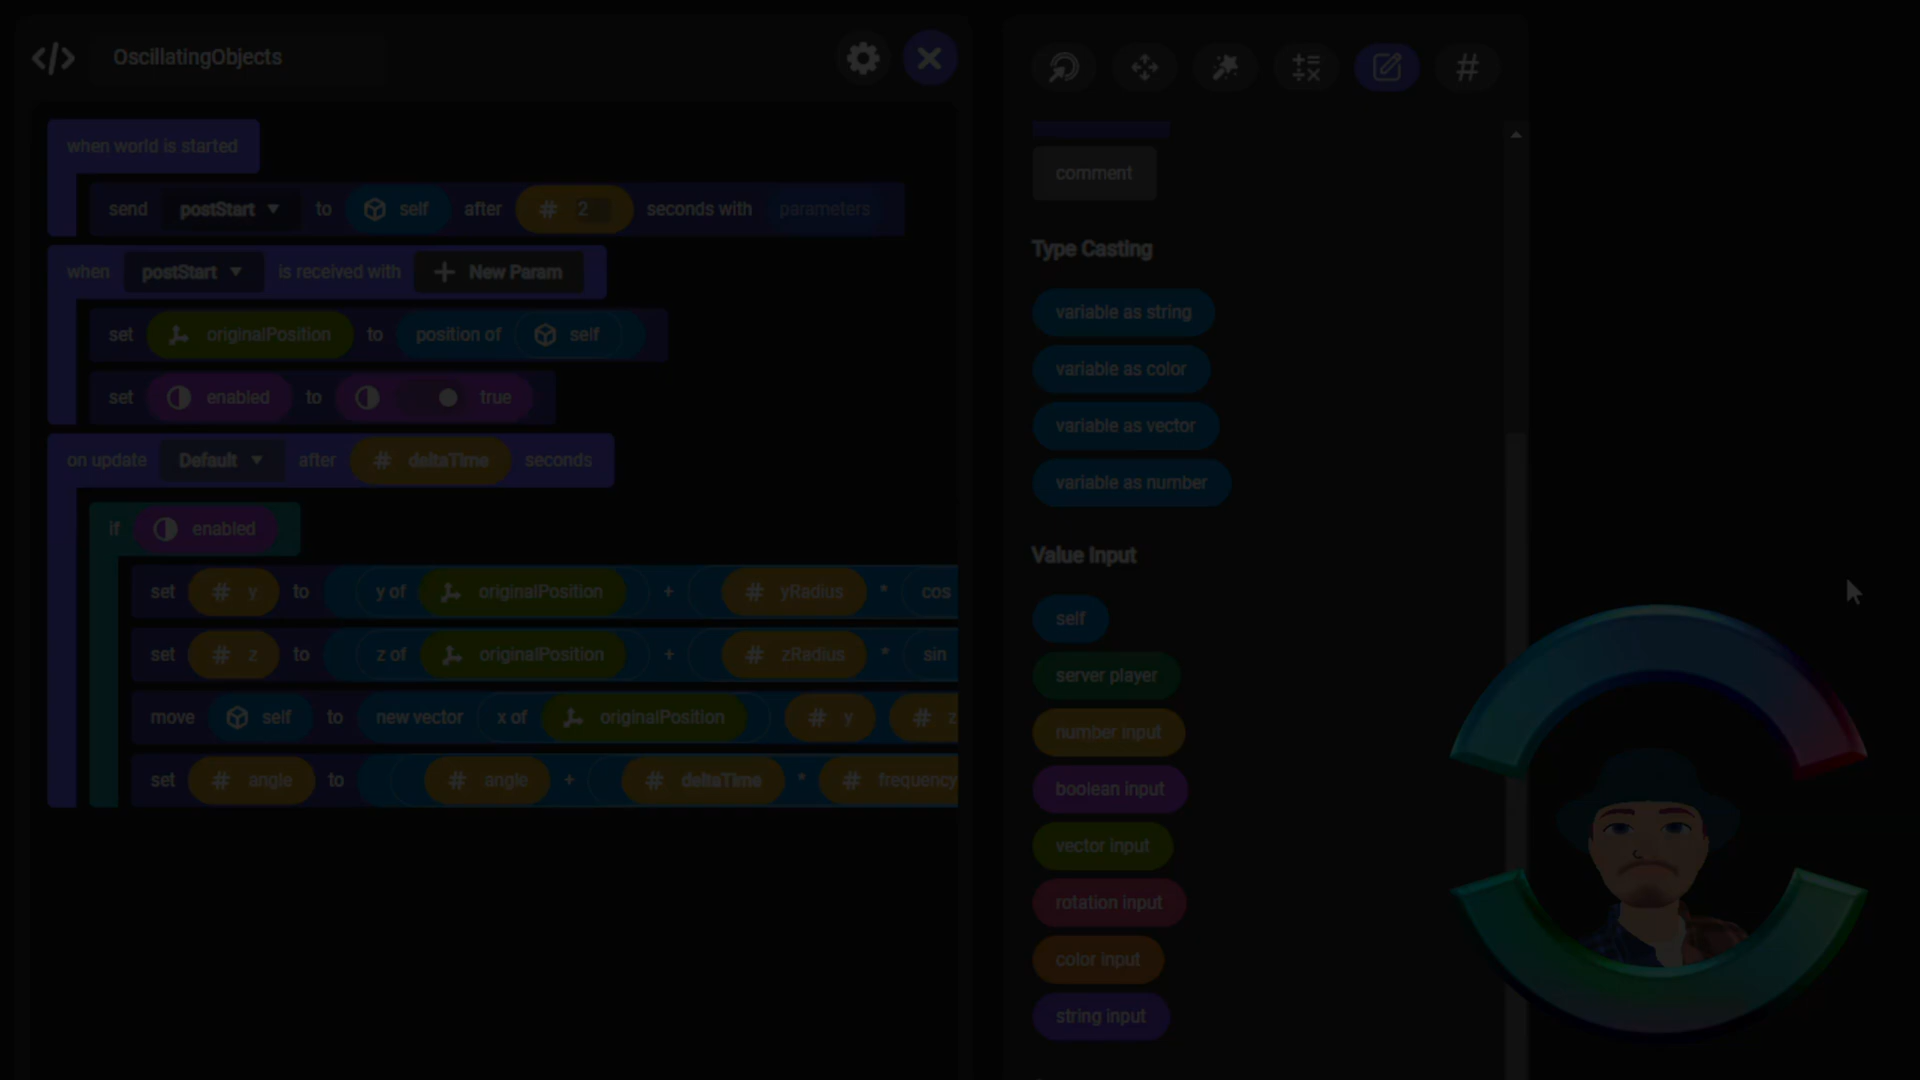 OscillatingObjects
when world is started
send postStart to self after # 2 seconds with parameters
when postStart is received with + New Param
set originalPosition to position of self
set enabled to true
on update Default after # deltaTime seconds
if enabled
set # y to y of originalPosition + # yRadius * cos
set # z to z of originalPosition + # zRadius * sin
move self to new vector x of originalPosition # y # z
set # angle to # angle + # deltaTime * # frequency
#
comment
Type Casting
variable as string
variable as color
variable as vector
variable as number
Value Input
self
server player
number input
boolean input
vector input
rotation input
color input
string input